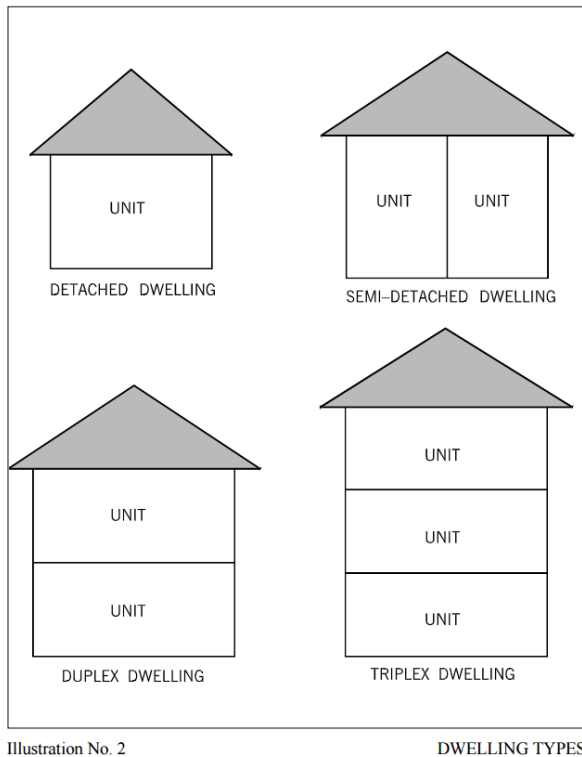 UNIT
DETACHED DWELLING
UNIT UNIT
SEMI-DETACHED DWELLING
UNIT
UNIT
DUPLEX DWELLING
UNIT
UNIT
UNIT
TRIPLEX DWELLING
Illustration No. 2 DWELLING TYPES